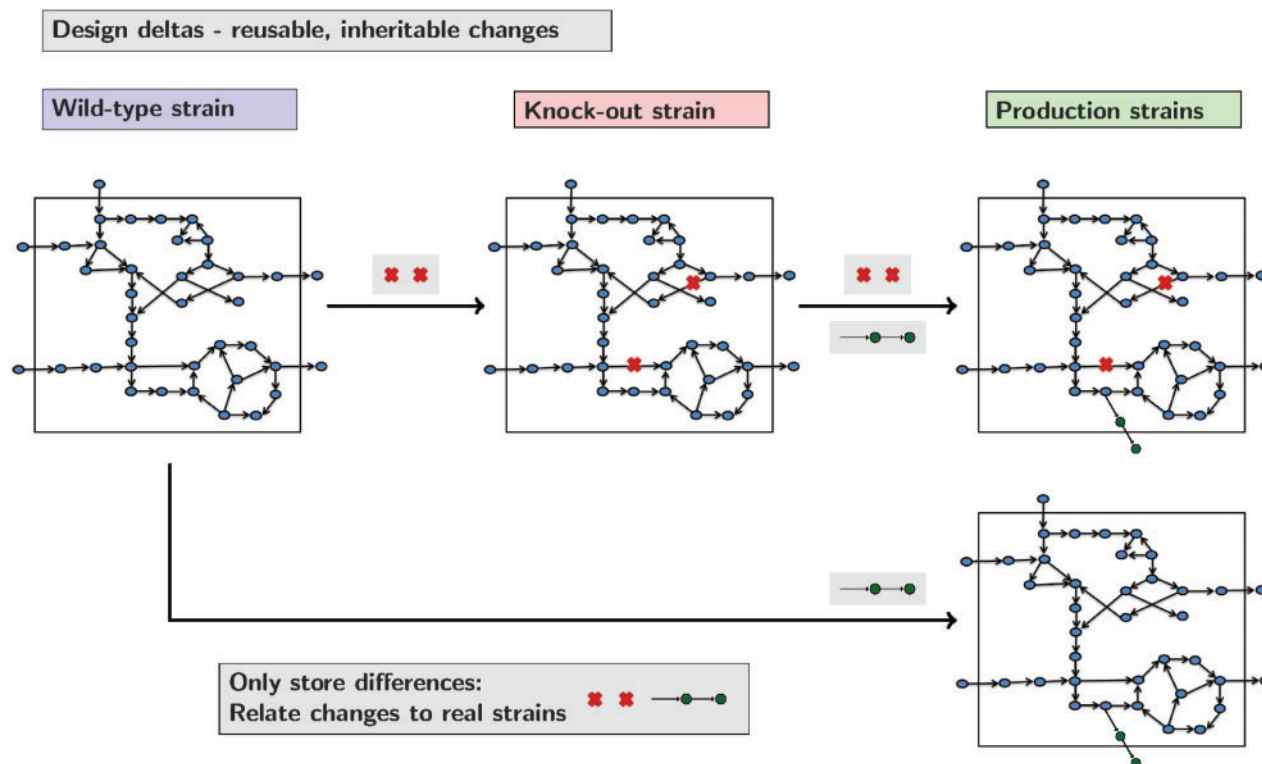 Design deltas - reusable, inheritable changes
Wild-type strain
Knock-out strain
Production strains
Only store differences:
Relate changes to real strains